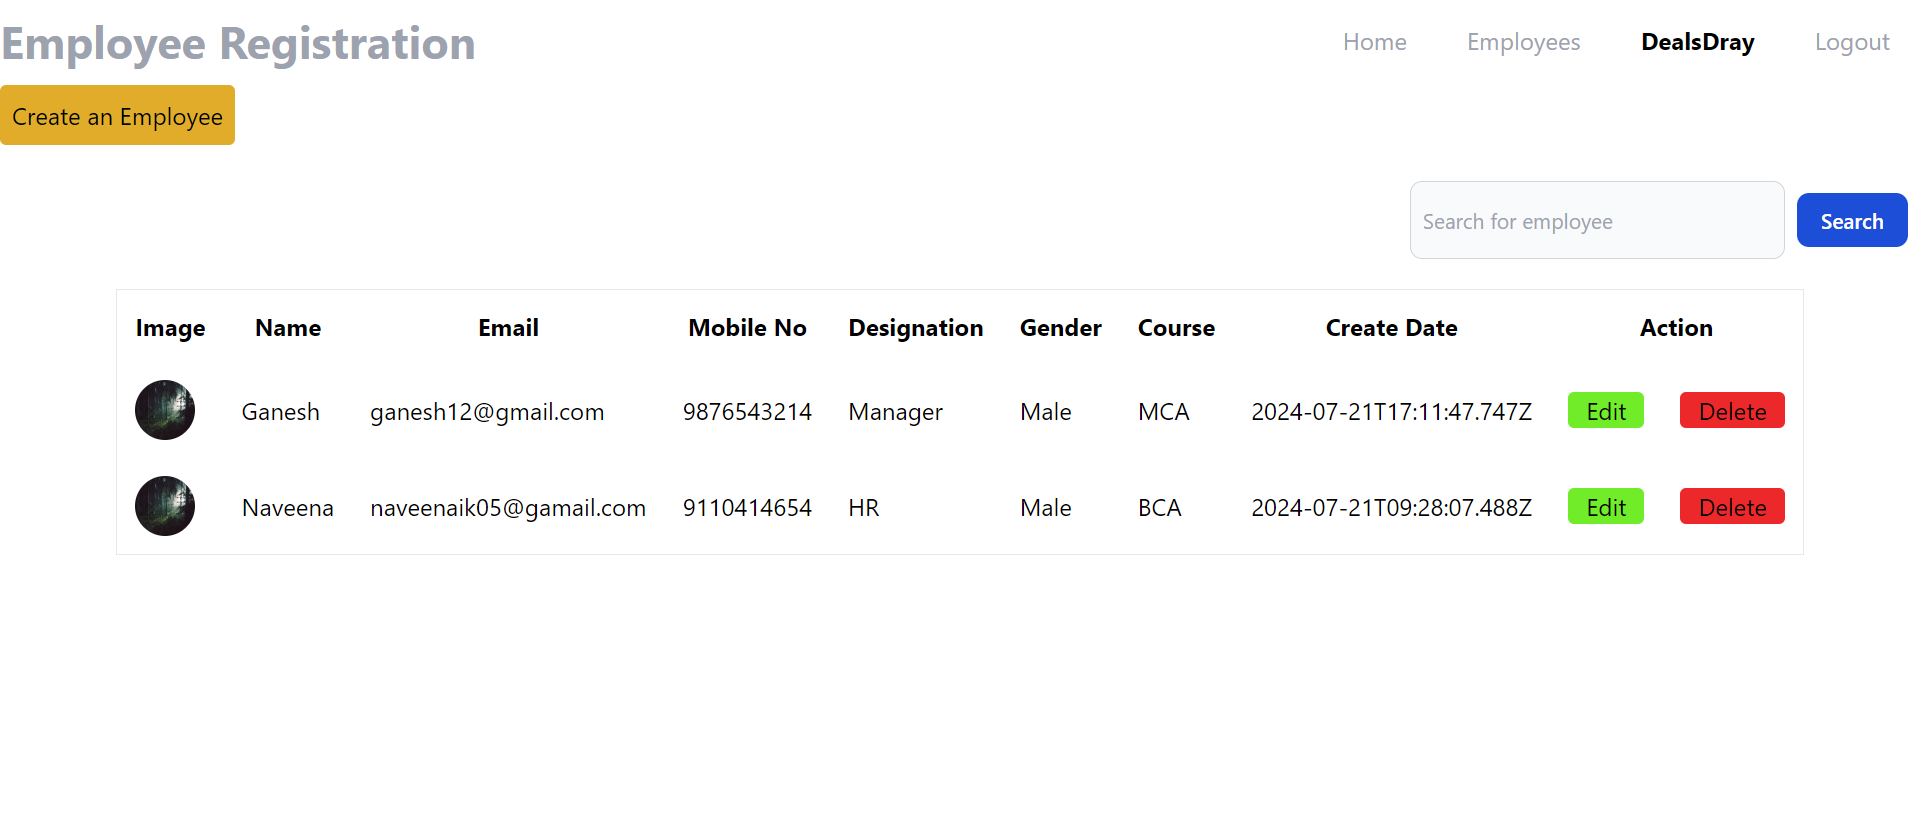 Employee Registration Home Employees DealsDray Logout
Create an Employee
Search for employee Search
Image Name Email Mobile No Designation Gender Course Create Date Action
Ganesh ganesh12@gmail.com 9876543214 Manager Male MCA 2024-07-21T17:11:47.747Z Edit Delete
Naveena naveenaik05@gamail.com 9110414654 HR Male BCA 2024-07-21T09:28:07.488Z Edit Delete